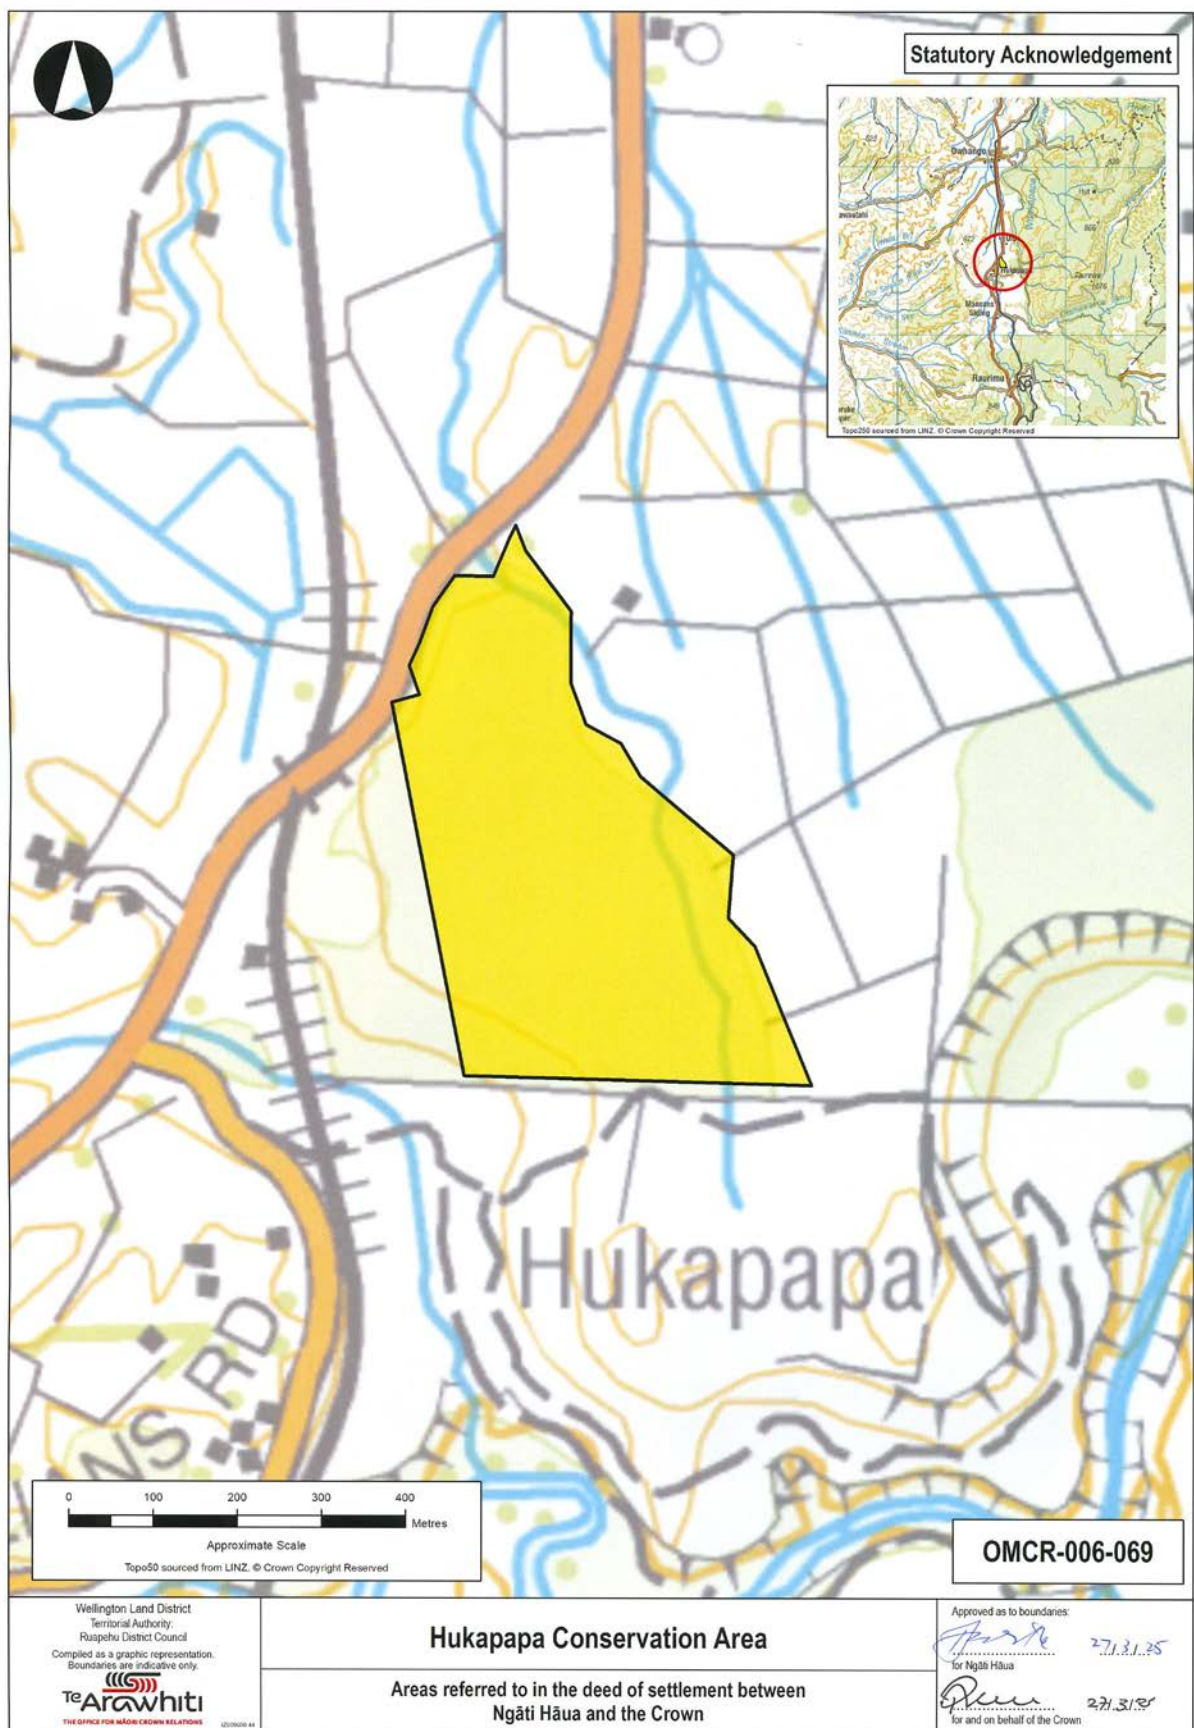 Statutory Acknowledgement
Owhango
Hut
Raurimu
Topo250 sourced from LINZ. © Crown Copyright Reserved
Hukapapa
NS RD
0 100 200 300 400
Metres
Approximate Scale
Topo50 sourced from LINZ. © Crown Copyright Reserved
OMCR-006-069
Wellington Land District
Territorial Authority:
Ruapehu District Council
Compiled as a graphic representation.
Boundaries are indicative only.
Te Arawhiti
THE OFFICE FOR MĀORI CROWN RELATIONS
Hukapapa Conservation Area
Areas referred to in the deed of settlement between
Ngāti Hāua and the Crown
Approved as to boundaries:
27/3/25
for Ngāti Hāua
27/3/25
for and on behalf of the Crown